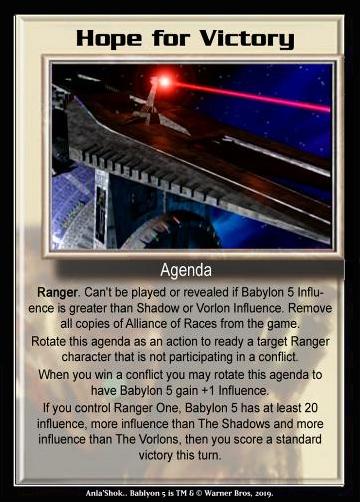 Hope for Victory
Agenda
Ranger. Can't be played or revealed if Babylon 5 Influ-
ence is greater than Shadow or Vorlon Influence. Remove
all copies of Alliance of Races from the game.
Rotate this agenda as an action to ready a target Ranger
character that is not participating in a conflict.
When you win a conflict you may rotate this agenda to
have Babylon 5 gain +1 Influence.
If you control Ranger One, Babylon 5 has at least 20
influence, more influence than The Shadows and more
influence than The Vorlons, then you score a standard
victory this turn.
Anla'Shok.. Bablyon 5 is TM & © Warner Bros, 2019.